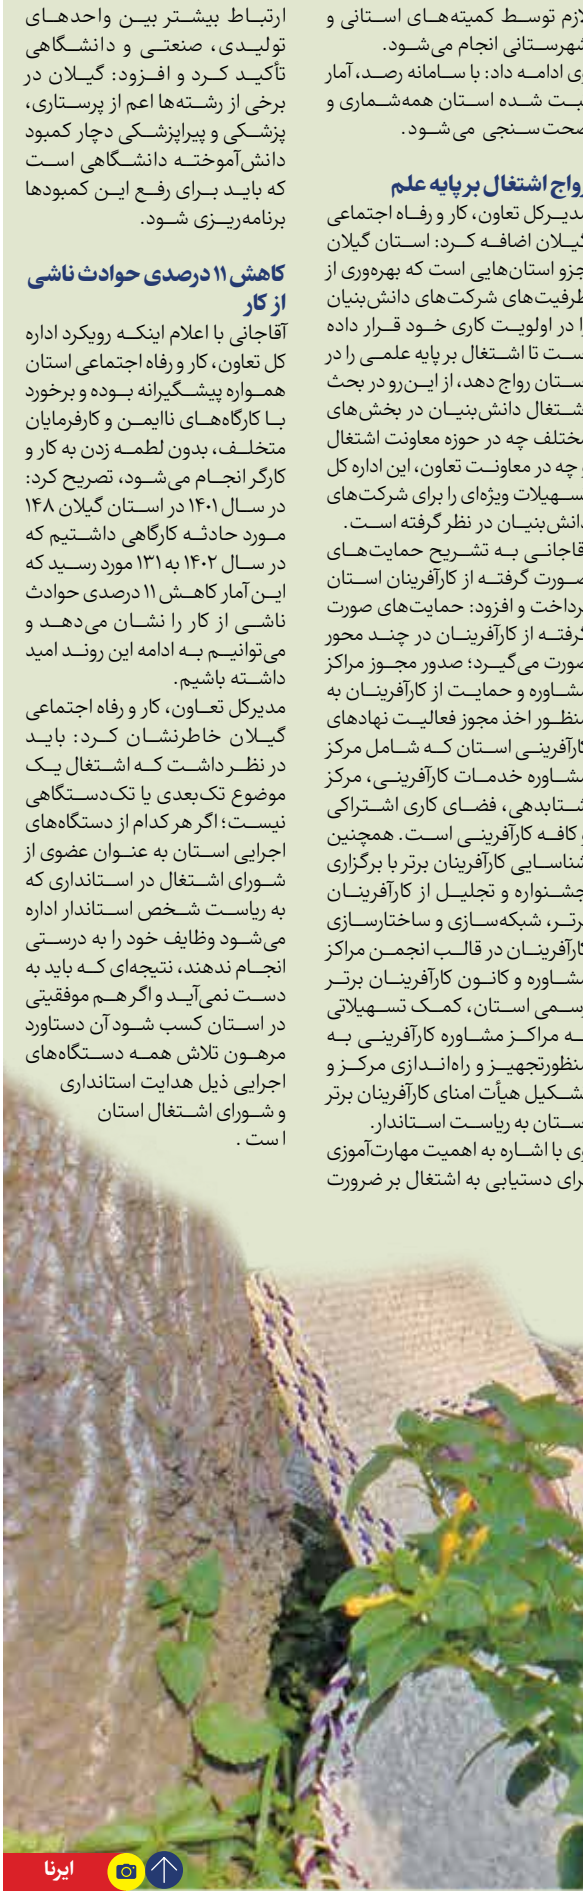 لازم توسط کمیته‌های استانی و
شهرستانی انجام می‌شود.
وی ادامه داد: با سامانه رصد، آمار
ثبت شده استان همه‌شماری و
صحت‌سنجی می‌شود.
رواج اشتغال بر پایه علم
مدیرکل تعاون، کار و رفاه اجتماعی
گیلان اضافه کرد: استان گیلان
جزو استان‌هایی است که بهره‌وری از
ظرفیت‌های شرکت‌های دانش‌بنیان
را در اولویت کاری خود قرار داده
است تا اشتغال بر پایه علمی را در
استان رواج دهد، از این‌رو در بحث
اشتغال دانش‌بنیان در بخش‌های
مختلف چه در حوزه معاونت اشتغال
و چه در معاونت تعاون، این اداره کل
تسهیلات ویژه‌ای را برای شرکت‌های
دانش‌بنیان در نظر گرفته است.
آقاجانی به تشریح حمایت‌های
صورت گرفته از کارآفرینان استان
پرداخت و افزود: حمایت‌های صورت
گرفته از کارآفرینان در چند محور
صورت می‌گیرد؛ صدور مجوز مراکز
مشاوره و حمایت از کارآفرینان به
منظور اخذ مجوز فعالیت نهادهای
کارآفرینی استان که شامل مرکز
مشاوره خدمات کارآفرینی، مرکز
شتابدهی، فضای کاری اشتراکی
و کافه کارآفرینی است. همچنین
شناسایی کارآفرینان برتر با برگزاری
جشنواره و تجلیل از کارآفرینان
برتر، شبکه‌سازی و ساختارسازی
کارآفرینان در قالب انجمن مراکز
مشاوره و کانون کارآفرینان برتر
رسمی استان، کمک تسهیلاتی
به مراکز مشاوره کارآفرینی به
منظورتجهیز و راه‌اندازی مرکز و
تشکیل هیأت امنای کارآفرینان برتر
استان به ریاست استاندار.
وی با اشاره به اهمیت مهارت‌آموزی
برای دستیابی به اشتغال بر ضرورت
ارتباط بیشتر بین واحدهای
تولیدی، صنعتی و دانشگاهی
تأکید کرد و افزود: گیلان در
برخی از رشته‌ها اعم از پرستاری،
پزشکی و پیراپزشکی دچار کمبود
دانش‌آموخته دانشگاهی است
که باید برای رفع این کمبودها
برنامه‌ریزی شود.
کاهش ۱۱ درصدی حوادث ناشی
از کار
آقاجانی با اعلام اینکه رویکرد اداره
کل تعاون، کار و رفاه اجتماعی استان
همواره پیشگیرانه بوده و برخورد
با کارگاه‌های ناایمن و کارفرمایان
متخلف، بدون لطمه زدن به کار و
کارگر انجام می‌شود، تصریح کرد:
در سال ۱۴۰۱ در استان گیلان ۱۴۸
مورد حادثه کارگاهی داشتیم که
در سال ۱۴۰۲ به ۱۳۱ مورد رسید که
این آمار کاهش ۱۱ درصدی حوادث
ناشی از کار را نشان می‌دهد و
می‌توانیم به ادامه این روند امید
داشته باشیم.
مدیرکل تعاون، کار و رفاه اجتماعی
گیلان خاطرنشان کرد: باید
در نظر داشت که اشتغال یک
موضوع تک‌بعدی یا تک‌دستگاهی
نیست؛ اگر هر کدام از دستگاه‌های
اجرایی استان به عنوان عضوی از
شورای اشتغال در استانداری که
به ریاست شخص استاندار اداره
می‌شود وظایف خود را به درستی
انجام ندهند، نتیجه‌ای که باید به
دست نمی‌آید و اگر هم موفقیتی
در استان کسب شود آن دستاورد
مرهون تلاش همه دستگاه‌های
اجرایی ذیل هدایت استانداری
و شورای اشتغال استان
است.
ایرنا